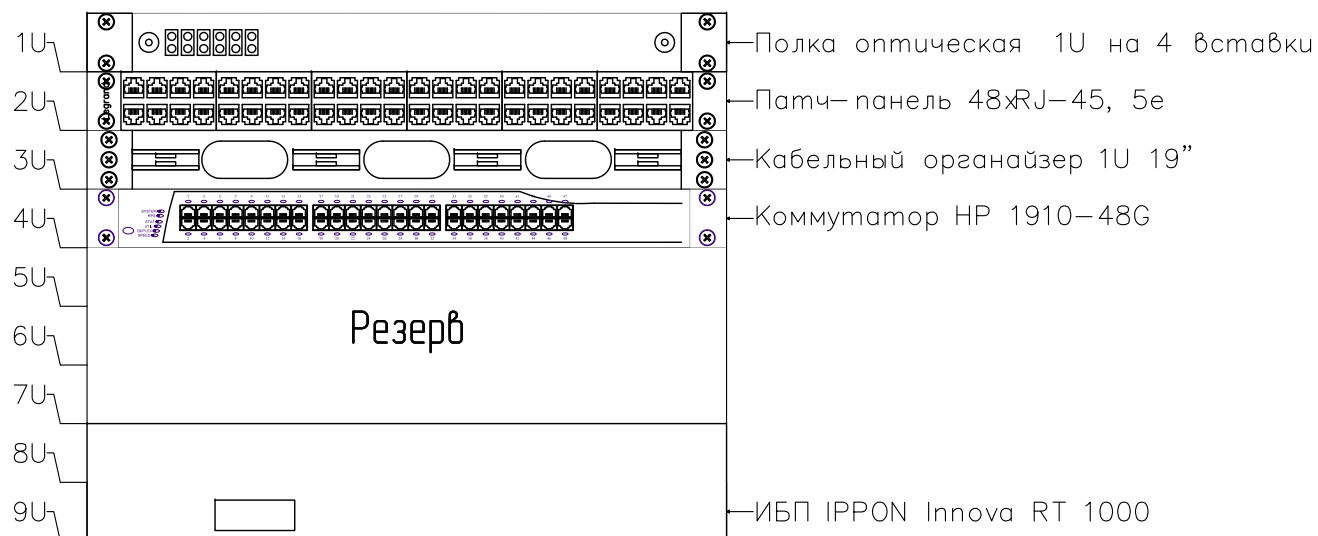 1U Полка оптическая 1U на 4 вставки
2U legrand Патч-панель 48xRJ-45, 5e
3U Кабельный органайзер 1U 19"
4U Коммутатор HP 1910-48G
5U
6U Резерв
7U
8U
9U ИБП IPPON Innova RT 1000